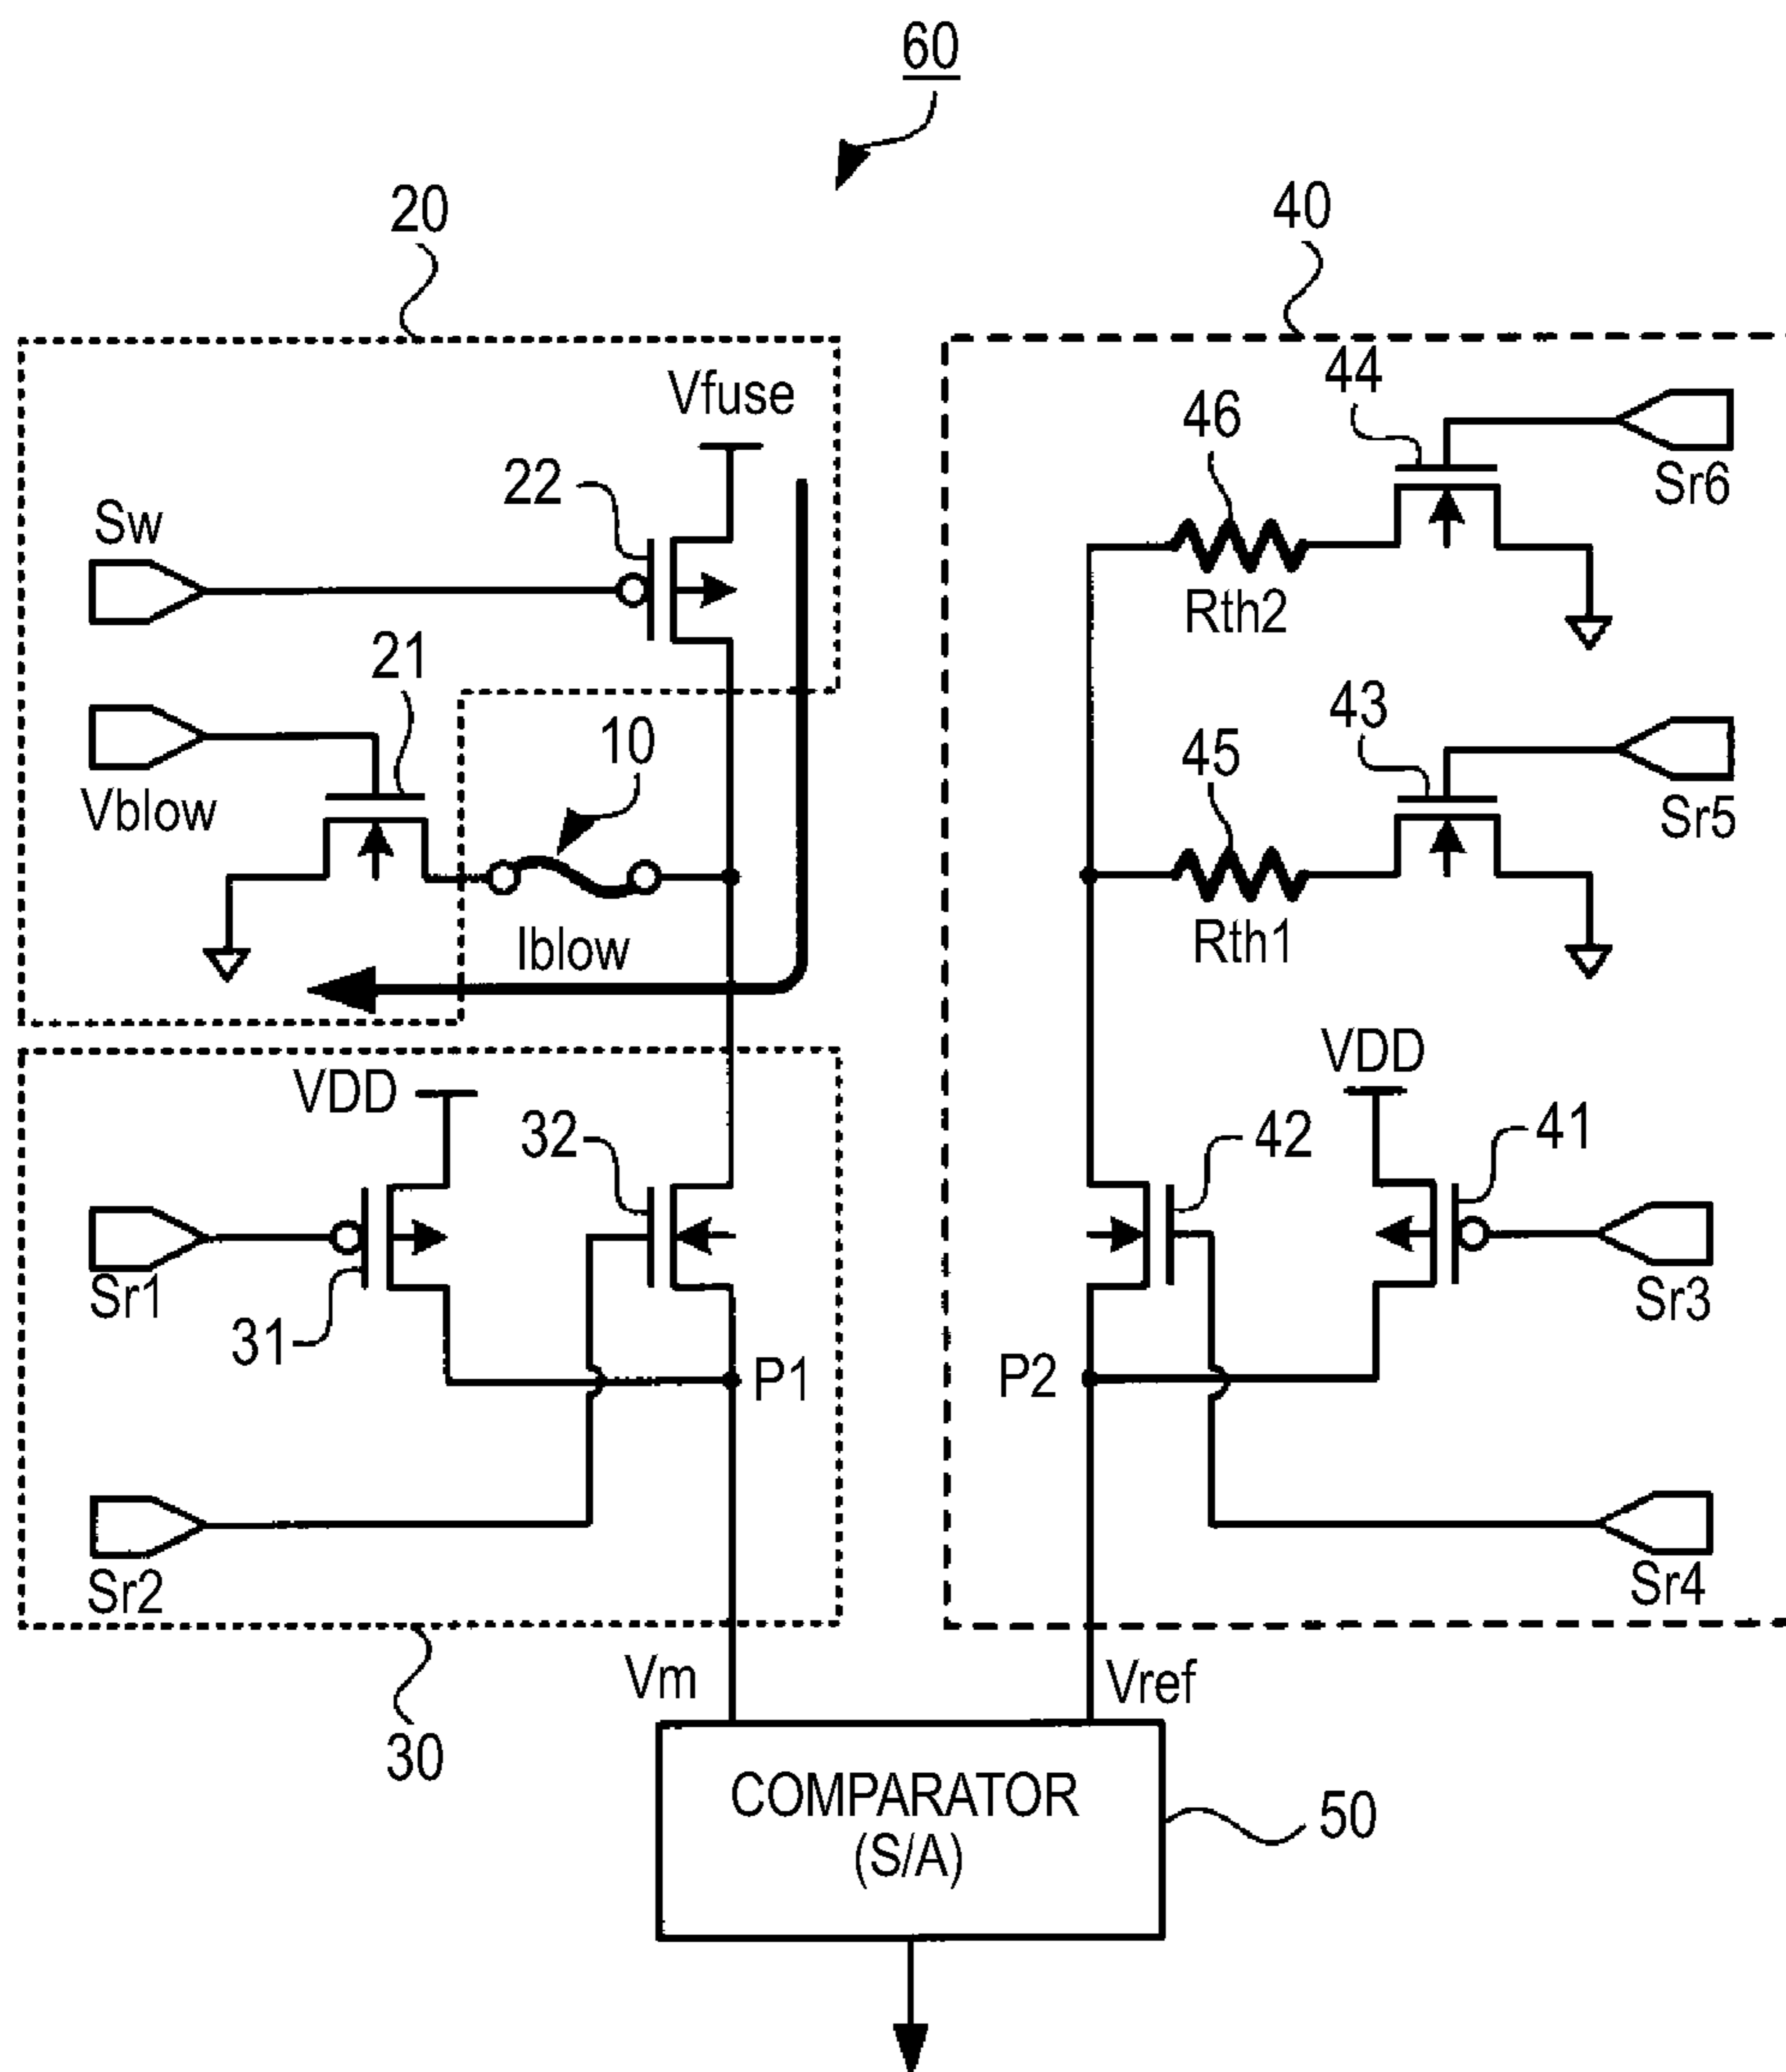 60
20
40
Vfuse
44
46
22
Sr6
Sw
Rth2
21
43
10
45
Vblow
Sr5
Iblow
Rth1
VDD
VDD
32
42
41
Sr1
Sr3
31
P1
P2
Sr2
Sr4
Vm
Vref
30
COMPARATOR
(S/A)
50